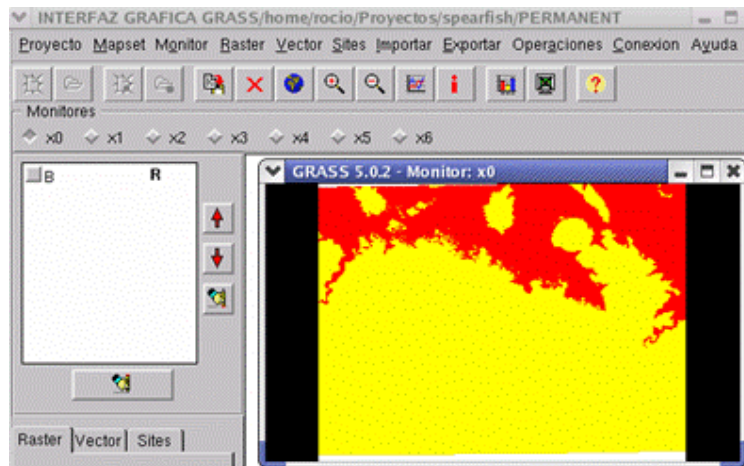 INTERFAZ GRAFICA GRASS/home/rocio/Proyectos/spearfish/PERMANENT
Proyecto Mapset Monitor Raster Vector Sites Importar Exportar Operaciones Conexion Ayuda
Monitores
x0 x1 x2 x3 x4 x5 x6
B R
GRASS 5.0.2 - Monitor: x0
Raster Vector Sites